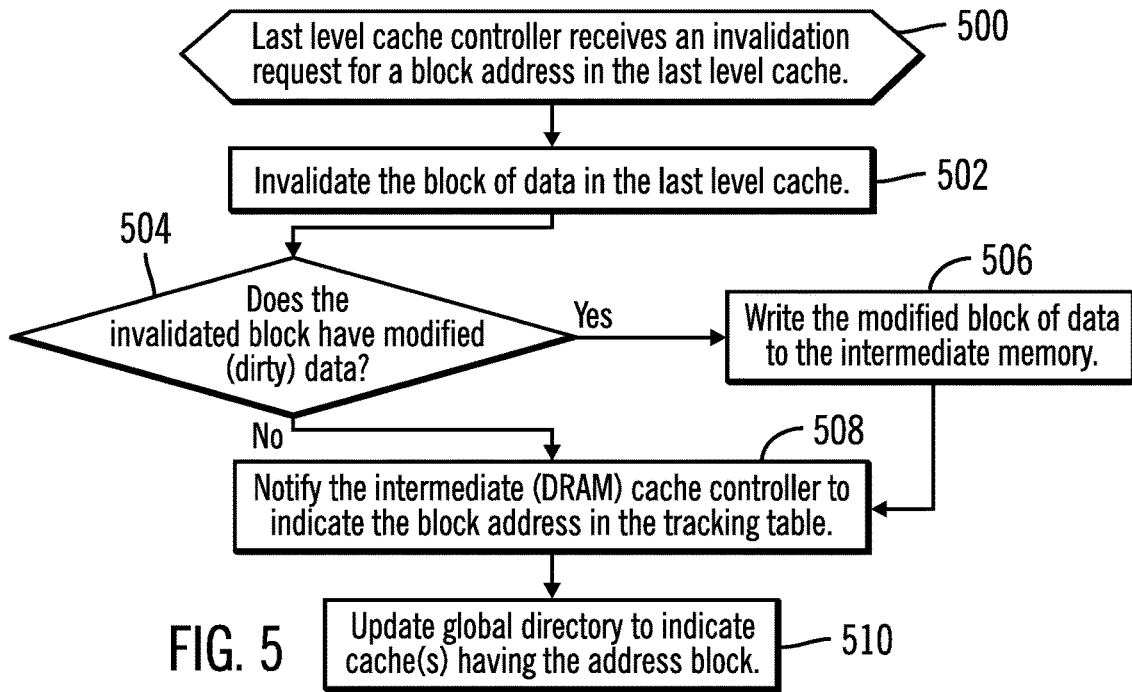 Last level cache controller receives an invalidation
request for a block address in the last level cache.
500
Invalidate the block of data in the last level cache.
502
504
Does the
invalidated block have modified
(dirty) data?
Yes
506
Write the modified block of data
to the intermediate memory.
No
508
Notify the intermediate (DRAM) cache controller to
indicate the block address in the tracking table.
Update global directory to indicate
cache(s) having the address block.
510
FIG. 5